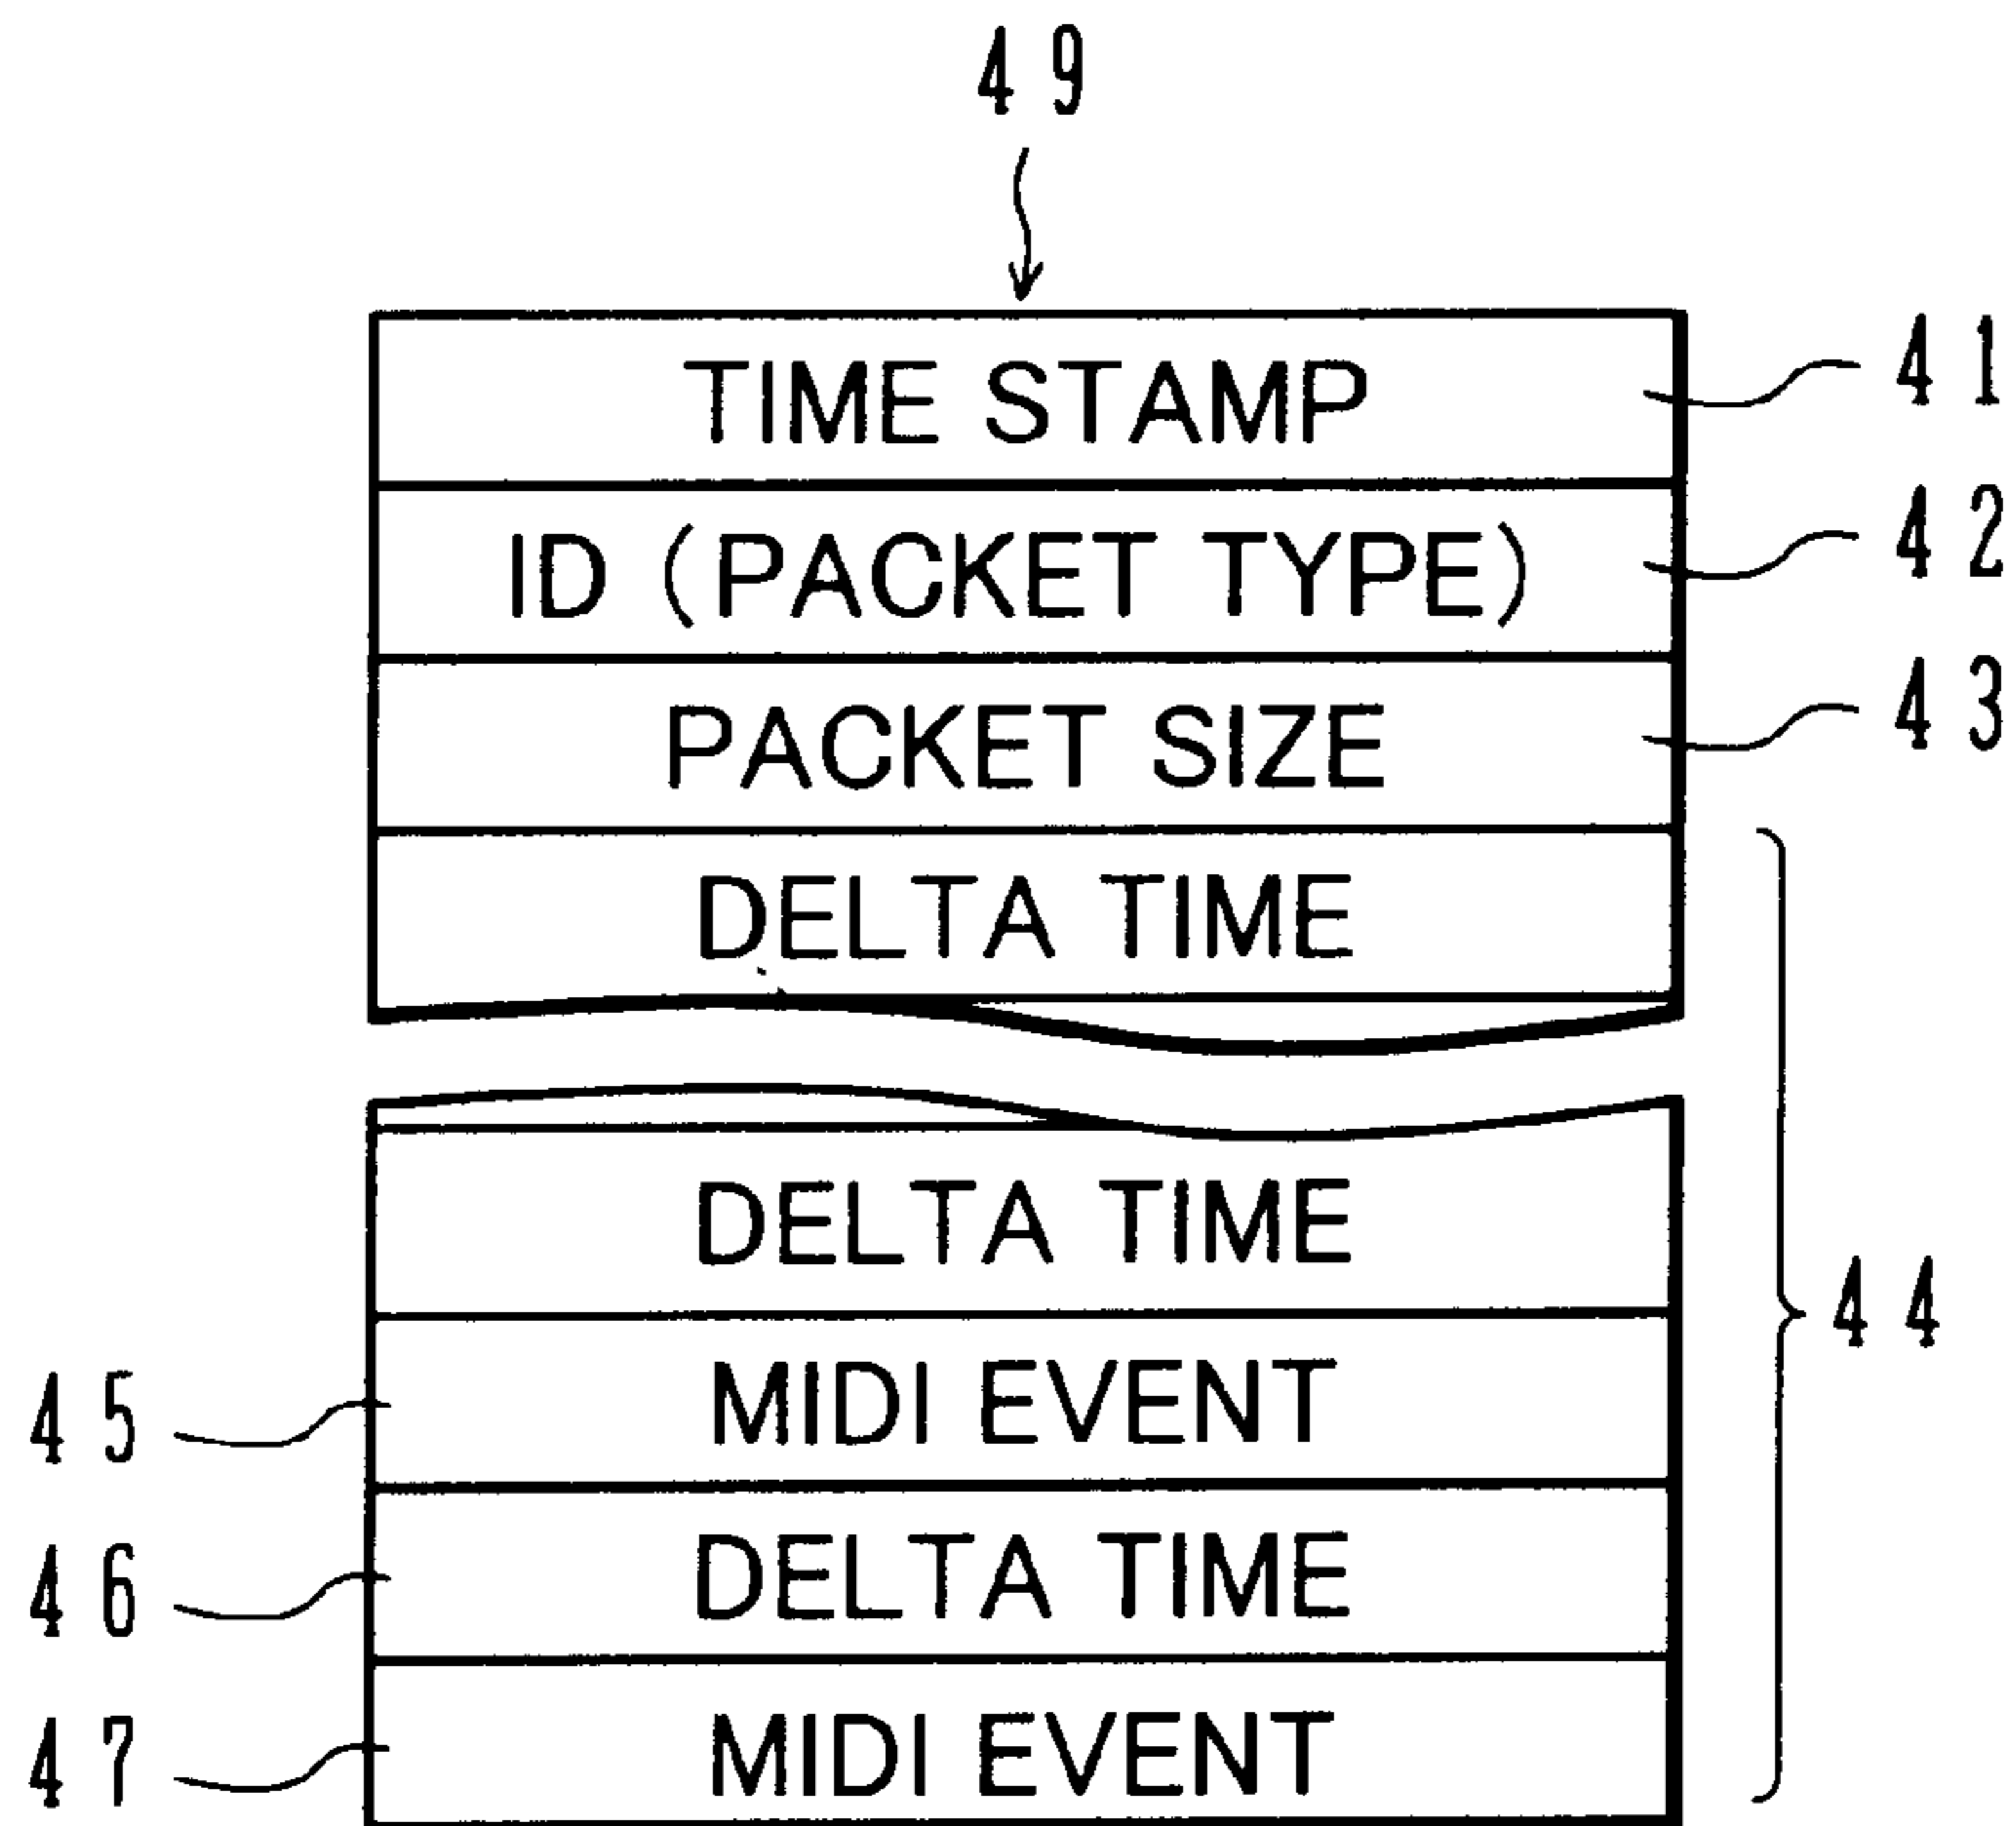 49
TIME STAMP 41
ID (PACKET TYPE) 42
PACKET SIZE 43
DELTA TIME
DELTA TIME
44
45 MIDI EVENT
46 DELTA TIME
47 MIDI EVENT